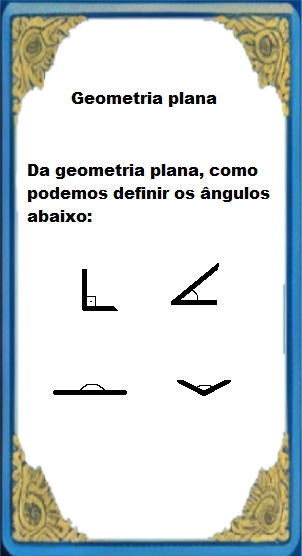 Geometria plana
Da geometria plana, como
podemos definir os ângulos
abaixo: